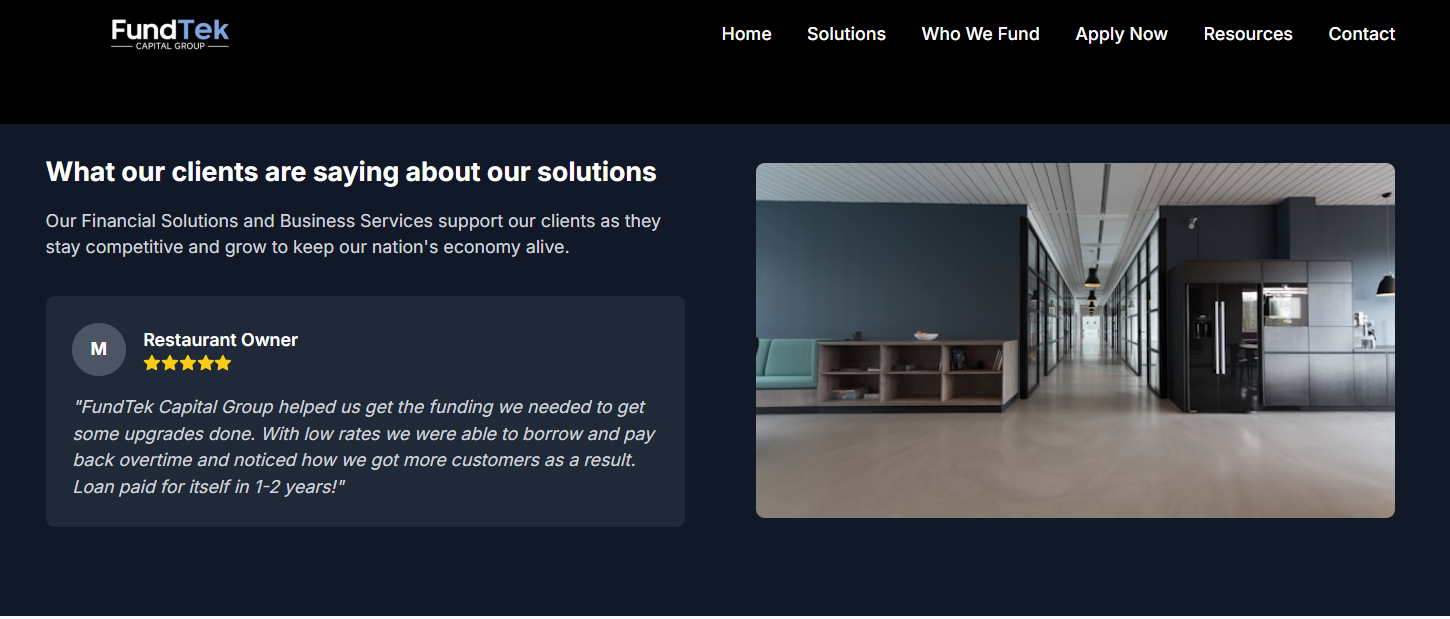 FundTek
CAPITAL GROUP
Home Solutions Who We Fund Apply Now Resources Contact
What our clients are saying about our solutions
Our Financial Solutions and Business Services support our clients as they
stay competitive and grow to keep our nation's economy alive.
M
Restaurant Owner
"FundTek Capital Group helped us get the funding we needed to get
some upgrades done. With low rates we were able to borrow and pay
back overtime and noticed how we got more customers as a result.
Loan paid for itself in 1-2 years!"